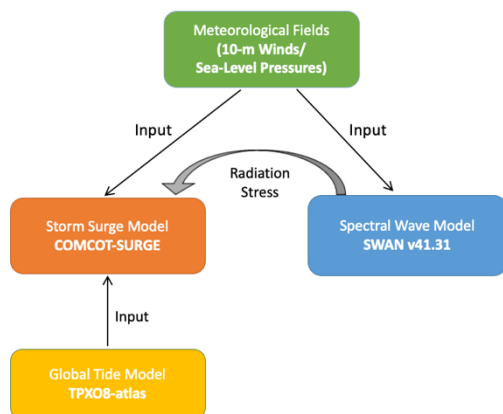 Meteorological Fields
(10-m Winds/
Sea-Level Pressures)
Input
Input
Radiation
Stress
Storm Surge Model
COMCOT-SURGE
Spectral Wave Model
SWAN v41.31
Input
Global Tide Model
TPXO8-atlas